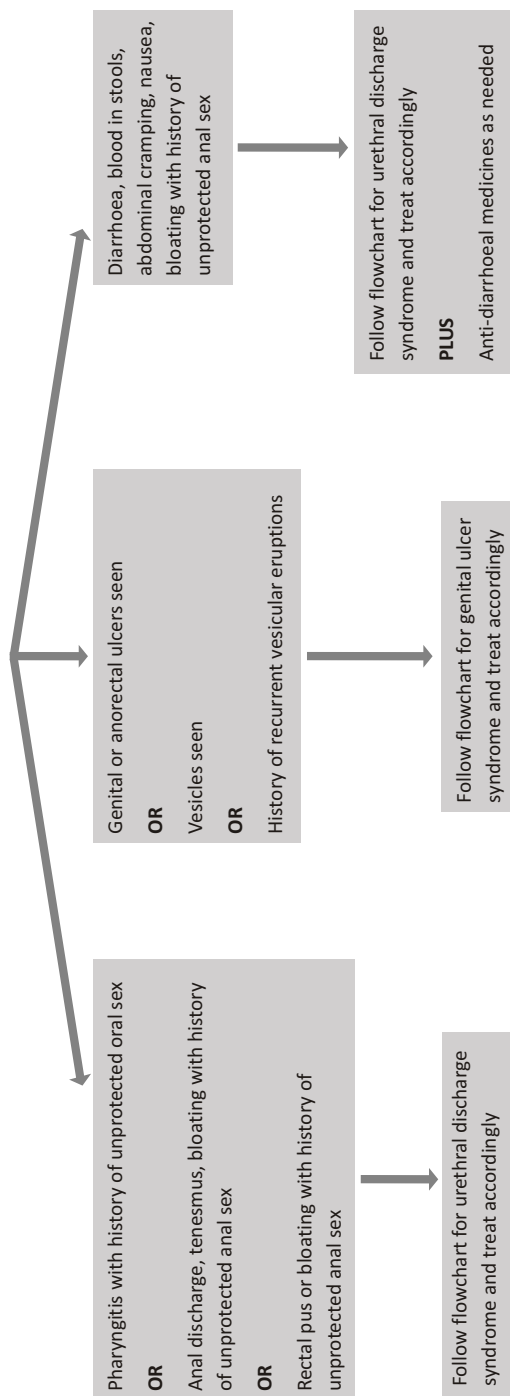 Pharyngitis with history of unprotected oral sex
OR
Anal discharge, tenesmus, bloating with history
of unprotected anal sex
OR
Rectal pus or bloating with history of
unprotected anal sex
Follow flowchart for urethral discharge
syndrome and treat accordingly
Genital or anorectal ulcers seen
OR
Vesicles seen
OR
History of recurrent vesicular eruptions
Follow flowchart for genital ulcer
syndrome and treat accordingly
Diarrhoea, blood in stools,
abdominal cramping, nausea,
bloating with history of
unprotected anal sex
Follow flowchart for urethral discharge
syndrome and treat accordingly
PLUS
Anti-diarrhoeal medicines as needed